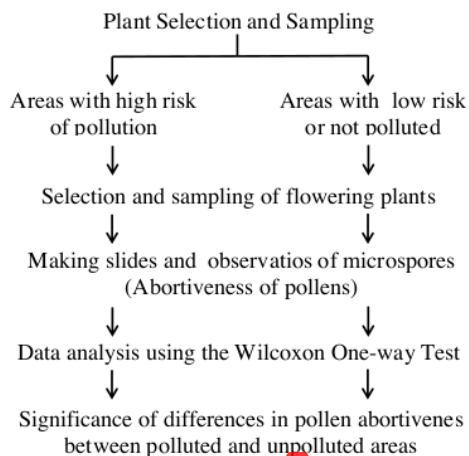 Plant Selection and Sampling
Areas with high risk
of pollution
Areas with low risk
or not polluted
Selection and sampling of flowering plants
Making slides and observatios of microspores
(Abortiveness of pollens)
Data analysis using the Wilcoxon One-way Test
Significance of differences in pollen abortivenes
between polluted and unpolluted areas